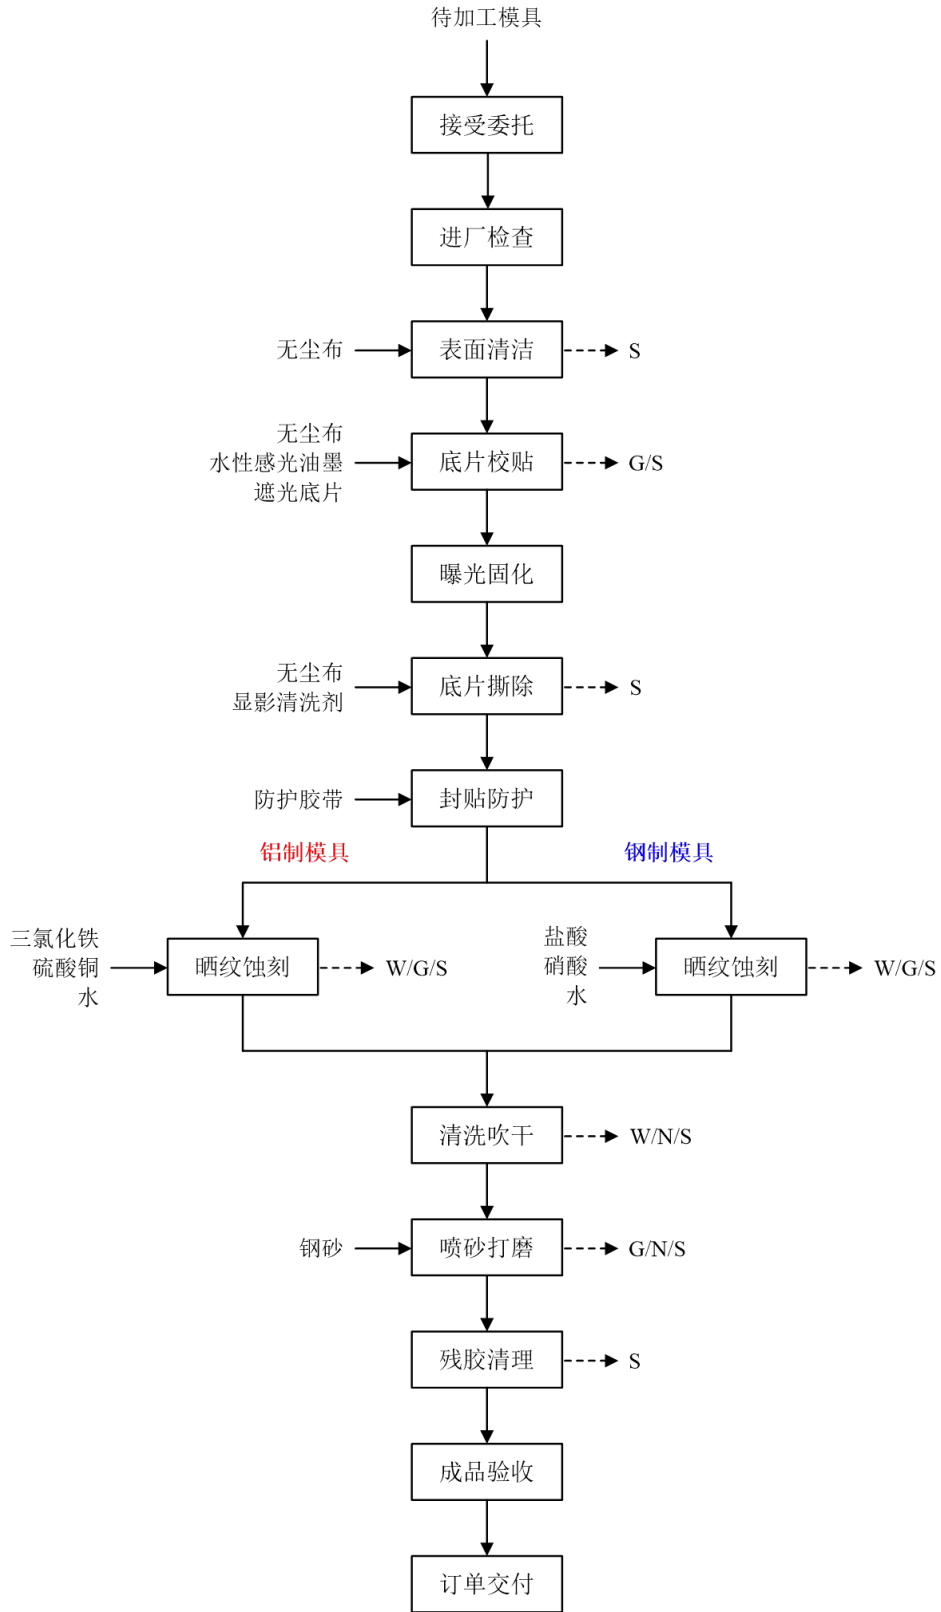 待加工模具
接受委托
进厂检查
无尘布
表面清洁
S
无尘布
水性感光油墨
遮光底片
底片校贴
G/S
曝光固化
无尘布
显影清洗剂
底片撕除
S
防护胶带
封贴防护
铝制模具
钢制模具
三氯化铁
硫酸铜
水
晒纹蚀刻
W/G/S
盐酸
硝酸
水
晒纹蚀刻
W/G/S
清洗吹干
W/N/S
钢砂
喷砂打磨
G/N/S
残胶清理
S
成品验收
订单交付